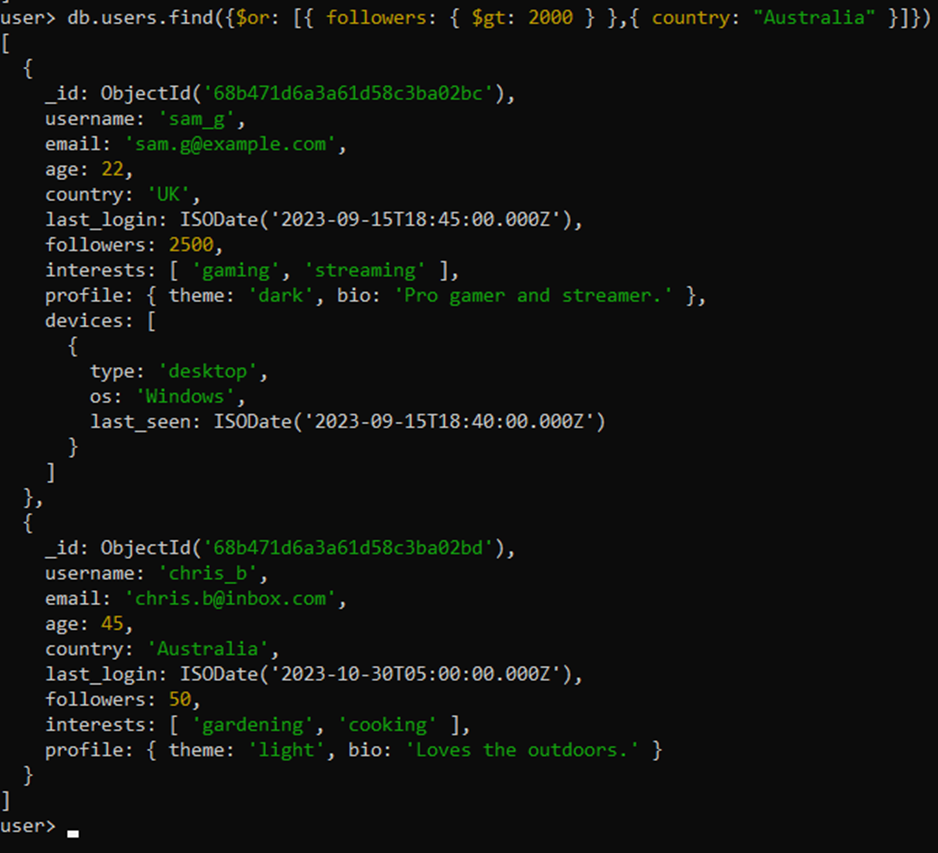 user> db.users.find({$or: [{ followers: { $gt: 2000 } },{ country: "Australia" }]})
[
  {
    _id: ObjectId('68b471d6a3a61d58c3ba02bc'),
    username: 'sam_g',
    email: 'sam.g@example.com',
    age: 22,
    country: 'UK',
    last_login: ISODate('2023-09-15T18:45:00.000Z'),
    followers: 2500,
    interests: [ 'gaming', 'streaming' ],
    profile: { theme: 'dark', bio: 'Pro gamer and streamer.' },
    devices: [
      {
        type: 'desktop',
        os: 'Windows',
        last_seen: ISODate('2023-09-15T18:40:00.000Z')
      }
    ]
  },
  {
    _id: ObjectId('68b471d6a3a61d58c3ba02bd'),
    username: 'chris_b',
    email: 'chris.b@inbox.com',
    age: 45,
    country: 'Australia',
    last_login: ISODate('2023-10-30T05:00:00.000Z'),
    followers: 50,
    interests: [ 'gardening', 'cooking' ],
    profile: { theme: 'light', bio: 'Loves the outdoors.' }
  }
]
user>